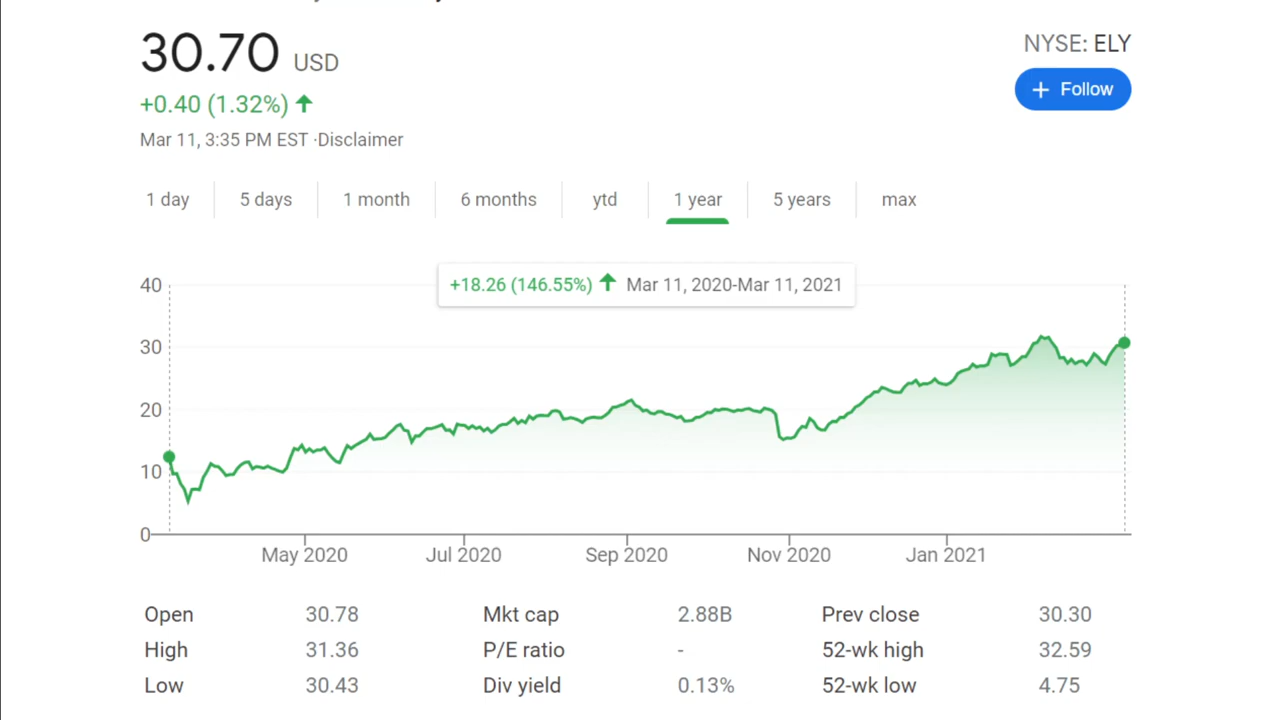 30.70 USD
NYSE: ELY
+0.40 (1.32%)
+ Follow
Mar 11, 3:35 PM EST ·Disclaimer
1 day 5 days 1 month 6 months ytd 1 year 5 years max
+18.26 (146.55%) Mar 11, 2020-Mar 11, 2021
40
30
20
10
0
May 2020 Jul 2020 Sep 2020 Nov 2020 Jan 2021
Open 30.78 Mkt cap 2.88B Prev close 30.30
High 31.36 P/E ratio - 52-wk high 32.59
Low 30.43 Div yield 0.13% 52-wk low 4.75